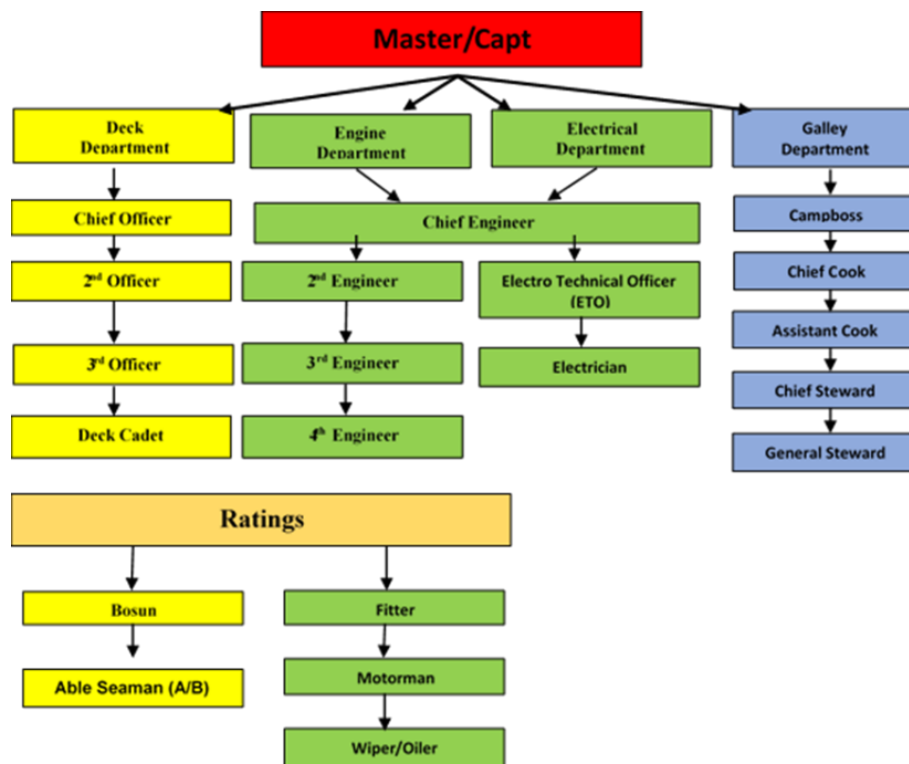 Master/Capt
Deck
Department
Engine
Department
Electrical
Department
Galley
Department
Chief Officer
Chief Engineer
Campboss
2nd Officer
2nd Engineer
Electro Technical Officer
(ETO)
Chief Cook
3rd Officer
3rd Engineer
Electrician
Assistant Cook
Deck Cadet
4th Engineer
Chief Steward
General Steward
Ratings
Bosun
Fitter
Able Seaman (A/B)
Motorman
Wiper/Oiler